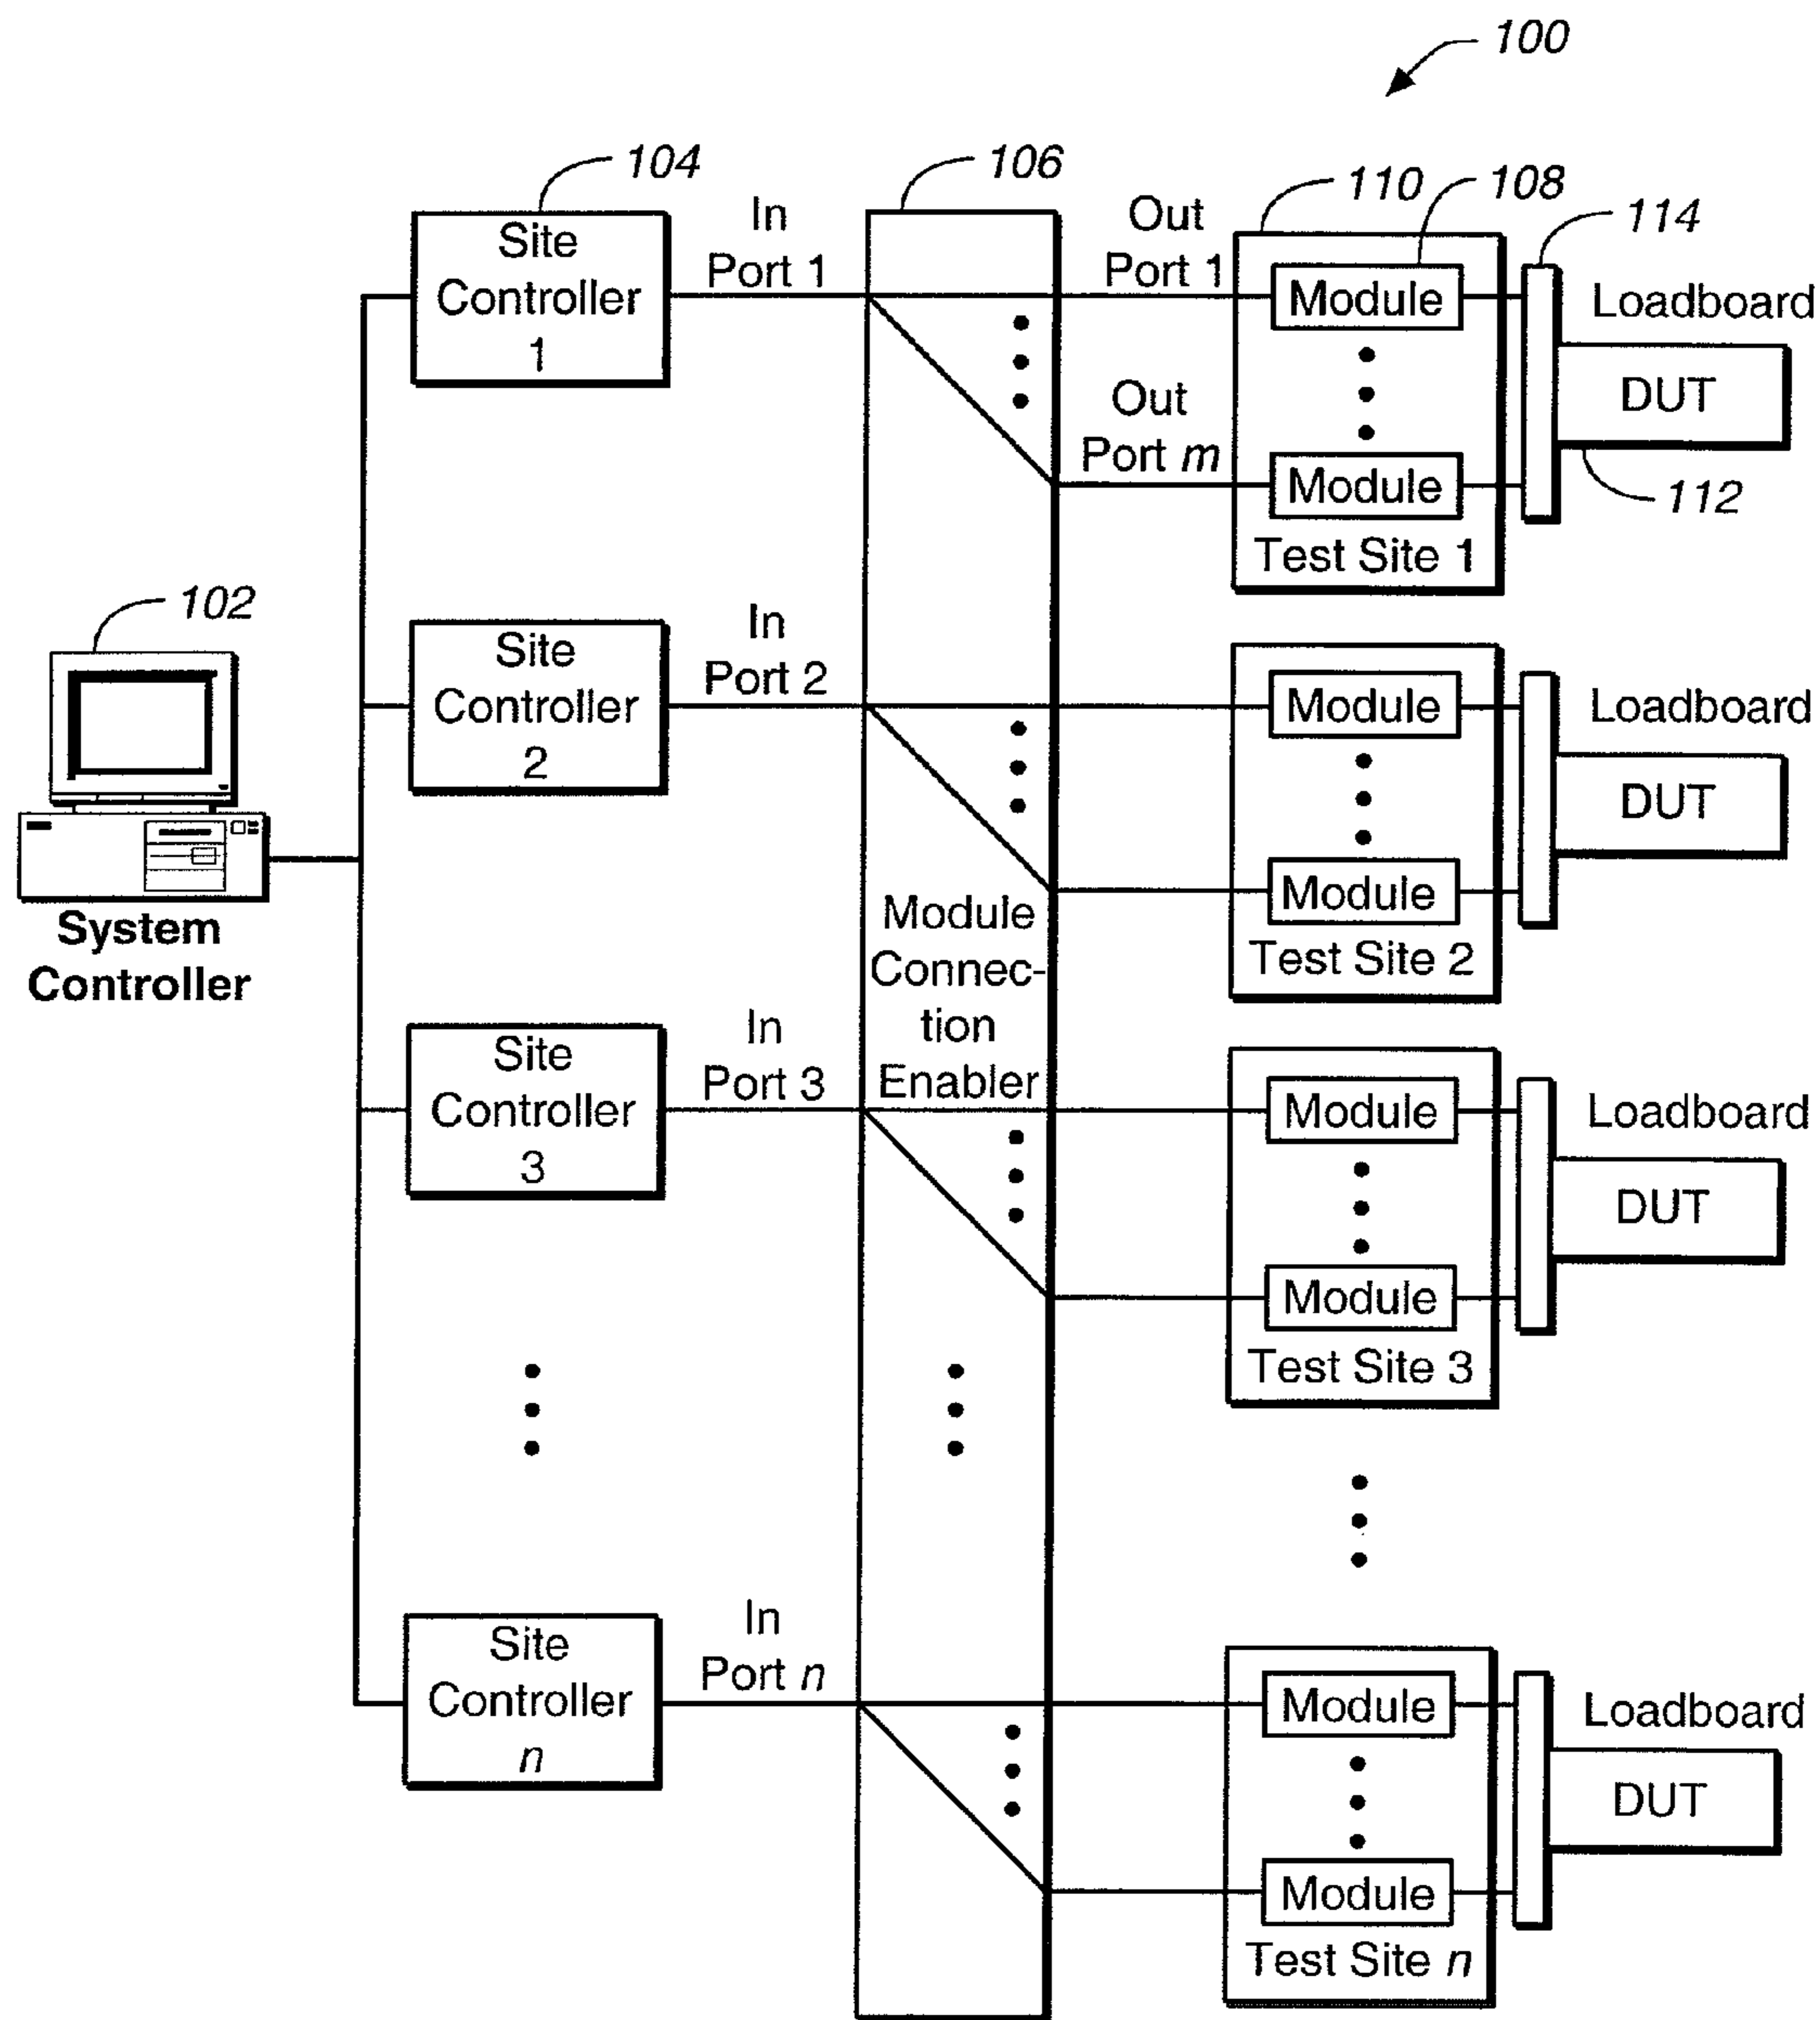 100
104
106
110
108
114
Site
Controller
1
In
Port 1
Out
Port 1
Out
Port m
Module
Module
Test Site 1
Loadboard
DUT
112
102
System
Controller
Site
Controller
2
In
Port 2
Module
Module
Test Site 2
Loadboard
DUT
Module
Connec-
tion
Enabler
Site
Controller
3
In
Port 3
Module
Module
Test Site 3
Loadboard
DUT
Site
Controller
n
In
Port n
Module
Module
Test Site n
Loadboard
DUT